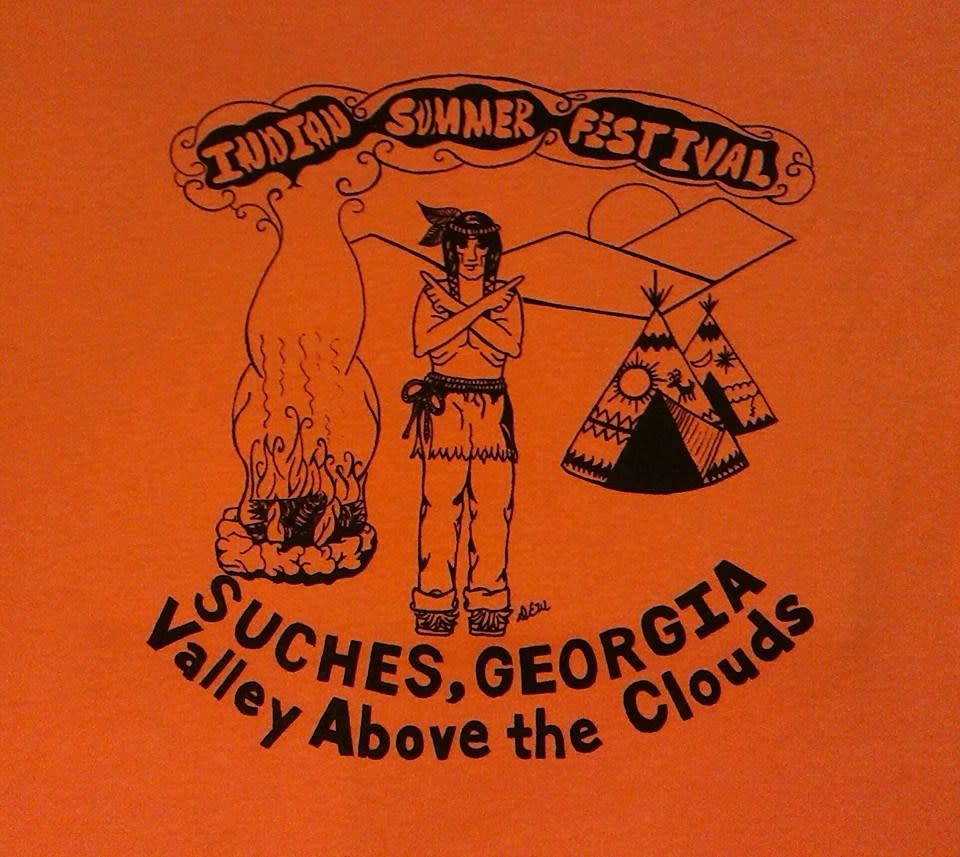 INDIAN SUMMER FESTIVAL
SUCHES, GEORGIA
Valley Above the Clouds